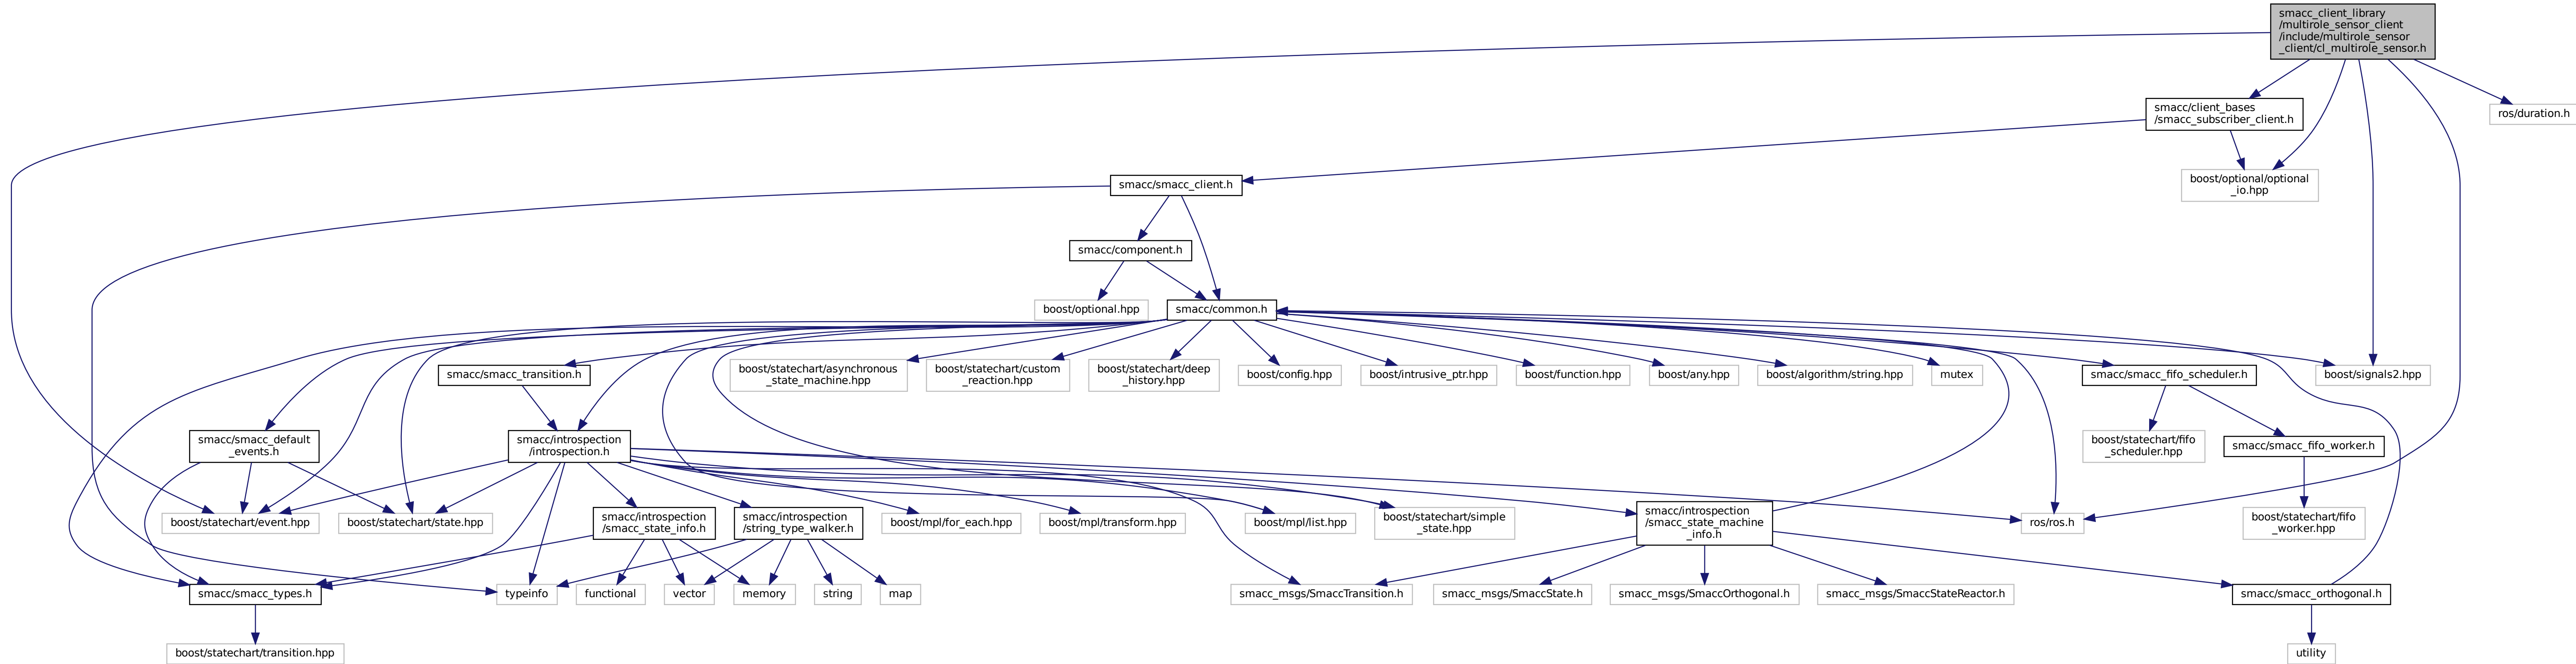 smacc_client_library
/multirole_sensor_client
/include/multirole_sensor
_client/cl_multirole_sensor.h
smacc/client_bases
/smacc_subscriber_client.h
ros/duration.h
smacc/smacc_client.h
boost/optional/optional
_io.hpp
smacc/component.h
boost/optional.hpp
smacc/common.h
smacc/smacc_transition.h
boost/statechart/asynchronous
_state_machine.hpp
boost/statechart/custom
_reaction.hpp
boost/statechart/deep
_history.hpp
boost/config.hpp
boost/intrusive_ptr.hpp
boost/function.hpp
boost/any.hpp
boost/algorithm/string.hpp
mutex
smacc/smacc_fifo_scheduler.h
boost/signals2.hpp
smacc/smacc_default
_events.h
smacc/introspection
/introspection.h
boost/statechart/fifo
_scheduler.hpp
smacc/smacc_fifo_worker.h
boost/statechart/event.hpp
boost/statechart/state.hpp
smacc/introspection
/smacc_state_info.h
smacc/introspection
/string_type_walker.h
boost/mpl/for_each.hpp
boost/mpl/transform.hpp
boost/mpl/list.hpp
boost/statechart/simple
_state.hpp
smacc/introspection
/smacc_state_machine
_info.h
ros/ros.h
boost/statechart/fifo
_worker.hpp
smacc/smacc_types.h
typeinfo
functional
vector
memory
string
map
smacc_msgs/SmaccTransition.h
smacc_msgs/SmaccState.h
smacc_msgs/SmaccOrthogonal.h
smacc_msgs/SmaccStateReactor.h
smacc/smacc_orthogonal.h
boost/statechart/transition.hpp
utility